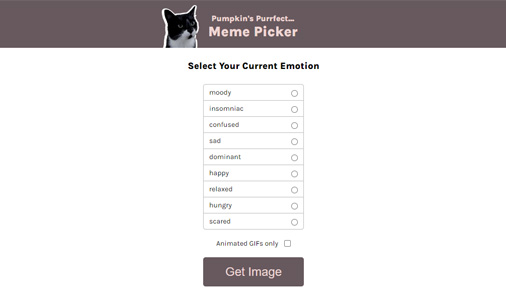 Pumpkin's Purrfect...
Meme Picker
Select Your Current Emotion
moody
insomniac
confused
sad
dominant
happy
relaxed
hungry
scared
Animated GIFs only
Get Image